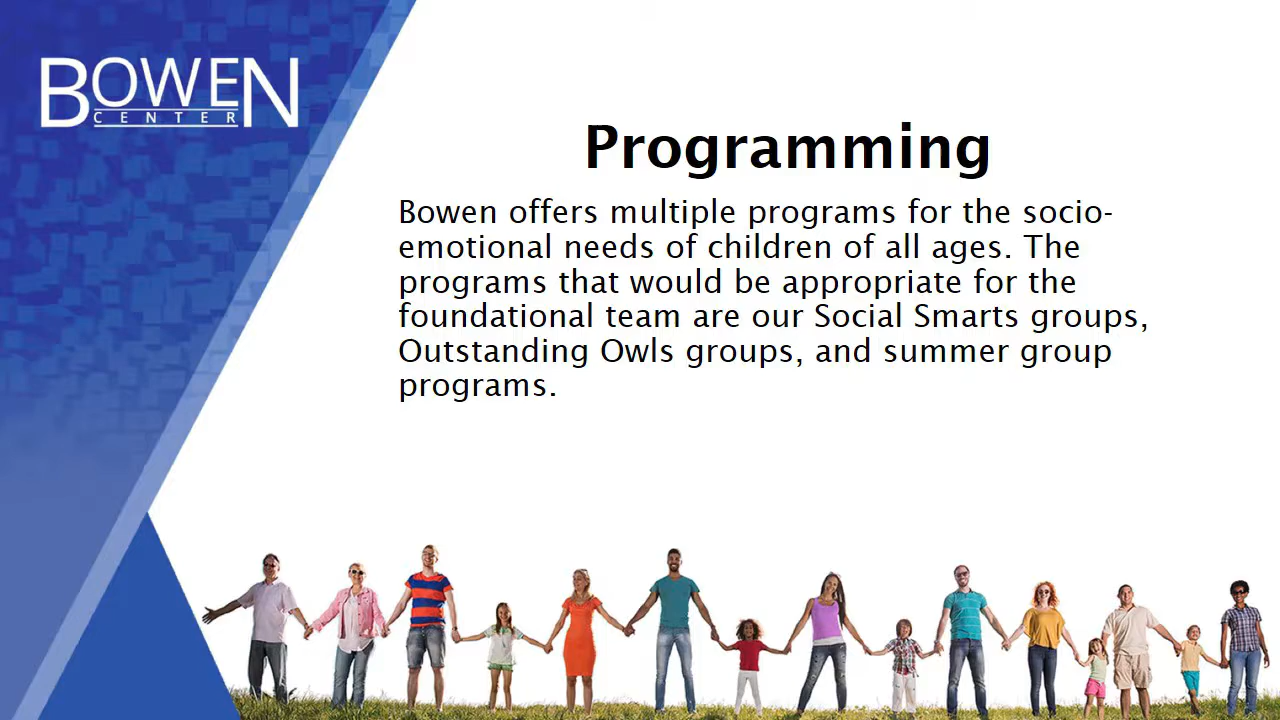 BOWEN
CENTER
Programming
Bowen offers multiple programs for the socio-
emotional needs of children of all ages. The
programs that would be appropriate for the
foundational team are our Social Smarts groups,
Outstanding Owls groups, and summer group
programs.